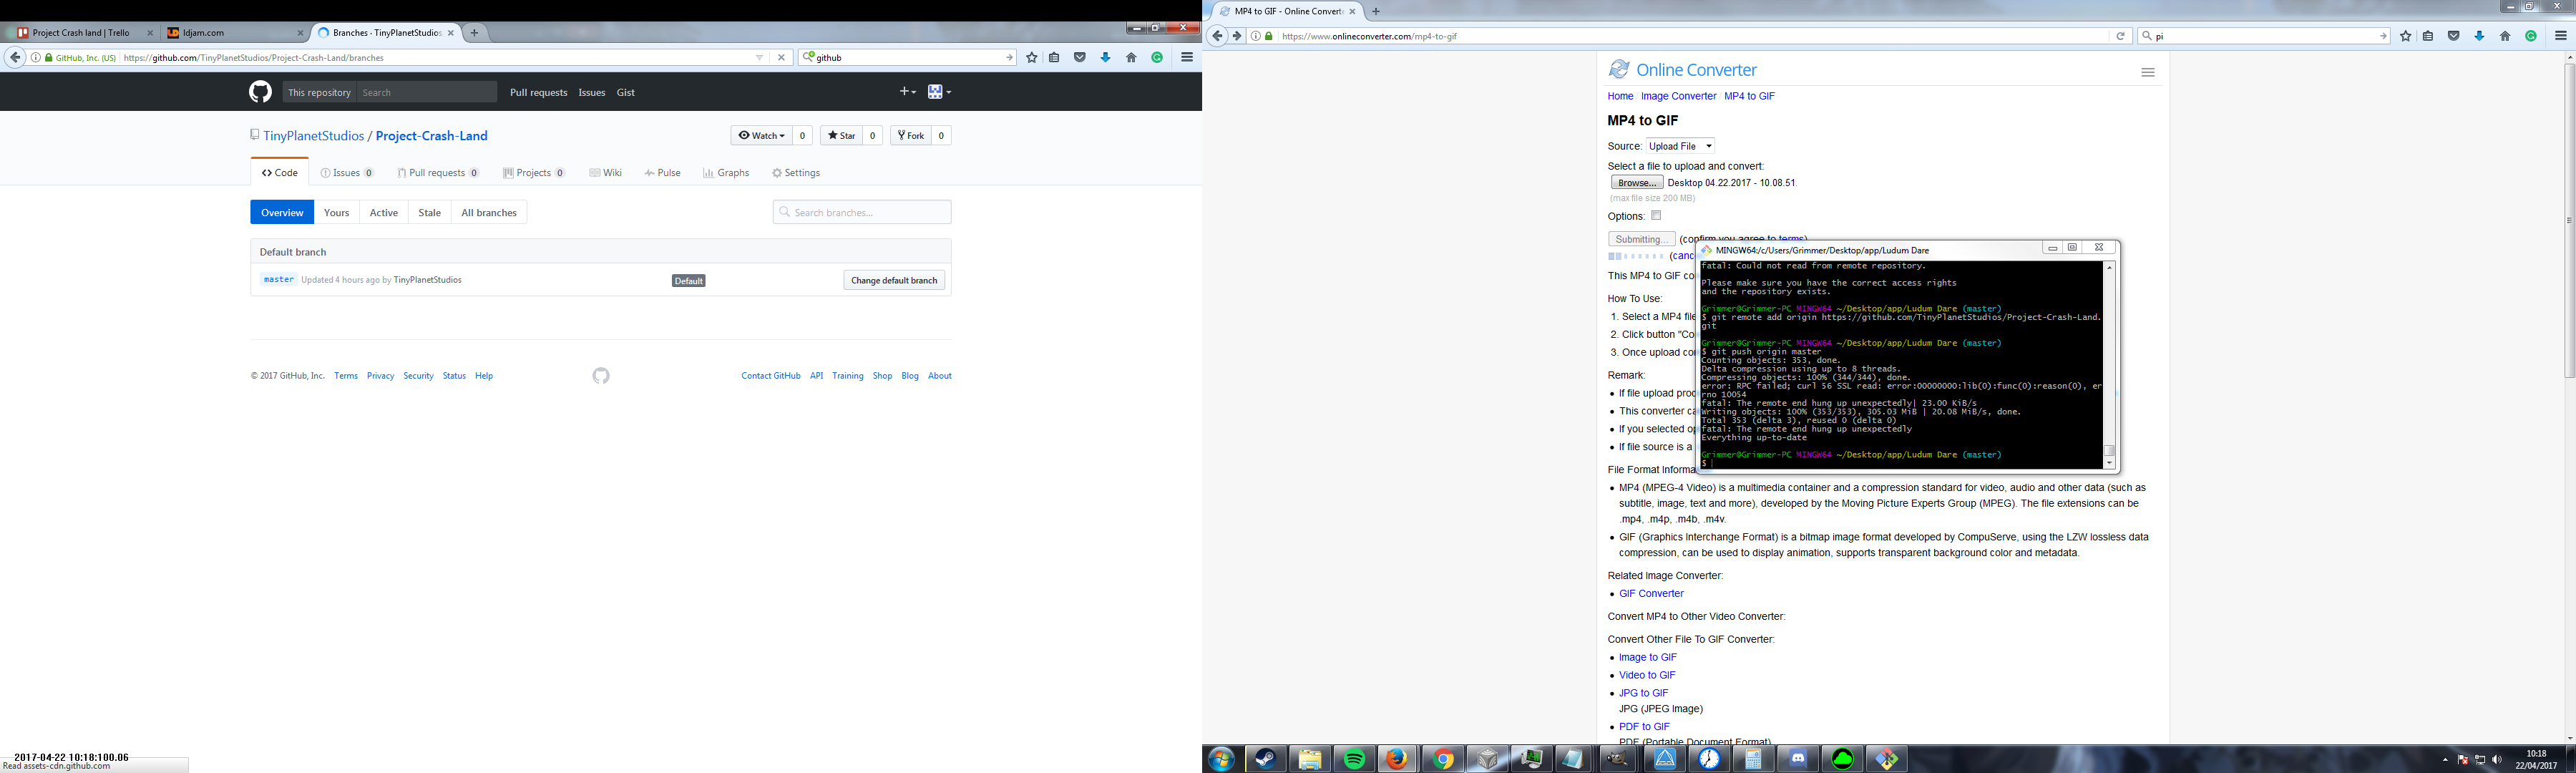 Project Crash land | Trello
ldjam.com
Branches - TinyPlanetStudios
GitHub, Inc. (US)
https://github.com/TinyPlanetStudios/Project-Crash-Land/branches
github
This repository
Search
Pull requests
Issues
Gist
TinyPlanetStudios / Project-Crash-Land
Watch 0
Star 0
Fork 0
Code
Issues 0
Pull requests 0
Projects 0
Wiki
Pulse
Graphs
Settings
Overview
Yours
Active
Stale
All branches
Search branches...
Default branch
master Updated 4 hours ago by TinyPlanetStudios
Default
Change default branch
© 2017 GitHub, Inc. Terms Privacy Security Status Help
Contact GitHub API Training Shop Blog About
2017-04-22 10:18:100.06
Read assets-cdn.github.com
MP4 to GIF - Online Converte
https://www.onlineconverter.com/mp4-to-gif
pi
Online Converter
Home / Image Converter / MP4 to GIF
MP4 to GIF
Source: Upload File
Select a file to upload and convert:
Browse... Desktop 04.22.2017 - 10.08.51.
(max file size 200 MB)
Options:
Submitting... (confirm you agree to terms)
(canc
This MP4 to GIF co
How To Use:
1. Select a MP4 file
2. Click button "Co
3. Once upload co
Remark:
If file upload proc
This converter ca
If you selected op
If file source is a
File Format Informa
MP4 (MPEG-4 Video) is a multimedia container and a compression standard for video, audio and other data (such as
subtitle, image, text and more), developed by the Moving Picture Experts Group (MPEG). The file extensions can be
.mp4, .m4p, .m4b, .m4v.
GIF (Graphics Interchange Format) is a bitmap image format developed by CompuServe, using the LZW lossless data
compression, can be used to display animation, supports transparent background color and metadata.
Related Image Converter:
GIF Converter
Convert MP4 to Other Video Converter:
Convert Other File To GIF Converter:
Image to GIF
Video to GIF
JPG to GIF
JPG (JPEG Image)
PDF to GIF
PDF (Portable Document Format)
MINGW64:/c/Users/Grimmer/Desktop/app/Ludum Dare
fatal: Could not read from remote repository.
Please make sure you have the correct access rights
and the repository exists.
Grimmer@Grimmer-PC MINGW64 ~/Desktop/app/Ludum Dare (master)
$ git remote add origin https://github.com/TinyPlanetStudios/Project-Crash-Land.
git
Grimmer@Grimmer-PC MINGW64 ~/Desktop/app/Ludum Dare (master)
$ git push origin master
Counting objects: 353, done.
Delta compression using up to 8 threads.
Compressing objects: 100% (344/344), done.
error: RPC failed; curl 56 SSL read: error:00000000:lib(0):func(0):reason(0), er
rno 10054
fatal: The remote end hung up unexpectedly| 23.00 KiB/s
Writing objects: 100% (353/353), 305.03 MiB | 20.08 MiB/s, done.
Total 353 (delta 3), reused 0 (delta 0)
fatal: The remote end hung up unexpectedly
Everything up-to-date
Grimmer@Grimmer-PC MINGW64 ~/Desktop/app/Ludum Dare (master)
$
10:18
22/04/2017